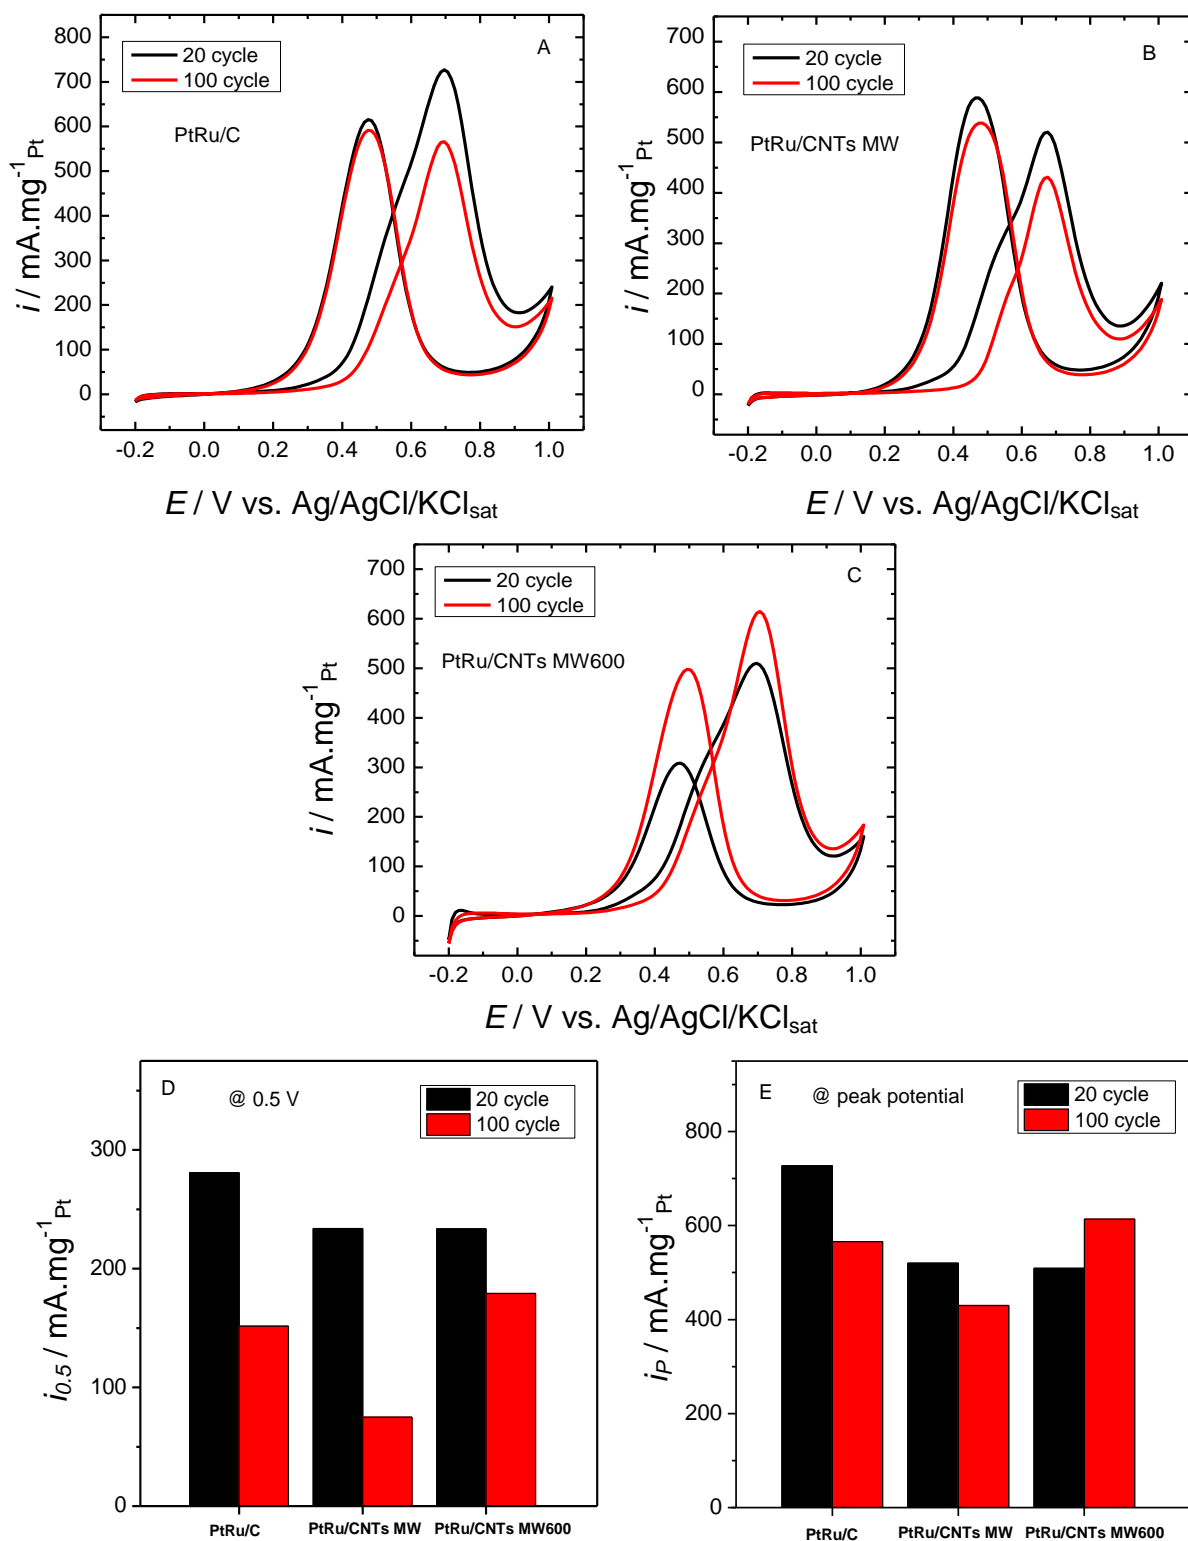 A
20 cycle
100 cycle
PtRu/C
800
700
600
500
400
300
200
100
0
-0.2 0.0 0.2 0.4 0.6 0.8 1.0
i / mA.mg⁻¹Pt
E / V vs. Ag/AgCl/KClsat
B
20 cycle
100 cycle
PtRu/CNTs MW
700
600
500
400
300
200
100
0
-0.2 0.0 0.2 0.4 0.6 0.8 1.0
i / mA.mg⁻¹Pt
E / V vs. Ag/AgCl/KClsat
C
20 cycle
100 cycle
PtRu/CNTs MW600
700
600
500
400
300
200
100
0
-0.2 0.0 0.2 0.4 0.6 0.8 1.0
i / mA.mg⁻¹Pt
E / V vs. Ag/AgCl/KClsat
D
@ 0.5 V
20 cycle
100 cycle
300
200
100
0
PtRu/C PtRu/CNTs MW PtRu/CNTs MW600
i0.5 / mA.mg⁻¹Pt
E
@ peak potential
20 cycle
100 cycle
800
600
400
200
0
PtRu/C PtRu/CNTs MW PtRu/CNTs MW600
iP / mA.mg⁻¹Pt